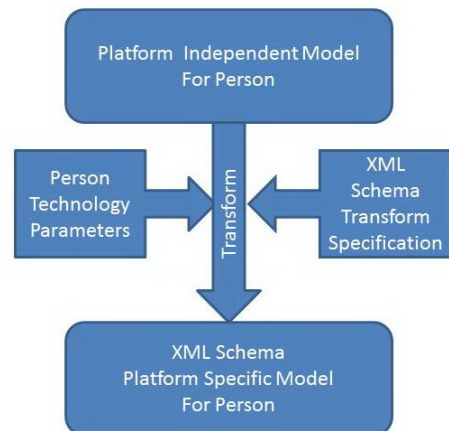 Platform Independent Model
For Person
Person
Technology
Parameters
Transform
XML
Schema
Transform
Specification
XML Schema
Platform Specific Model
For Person